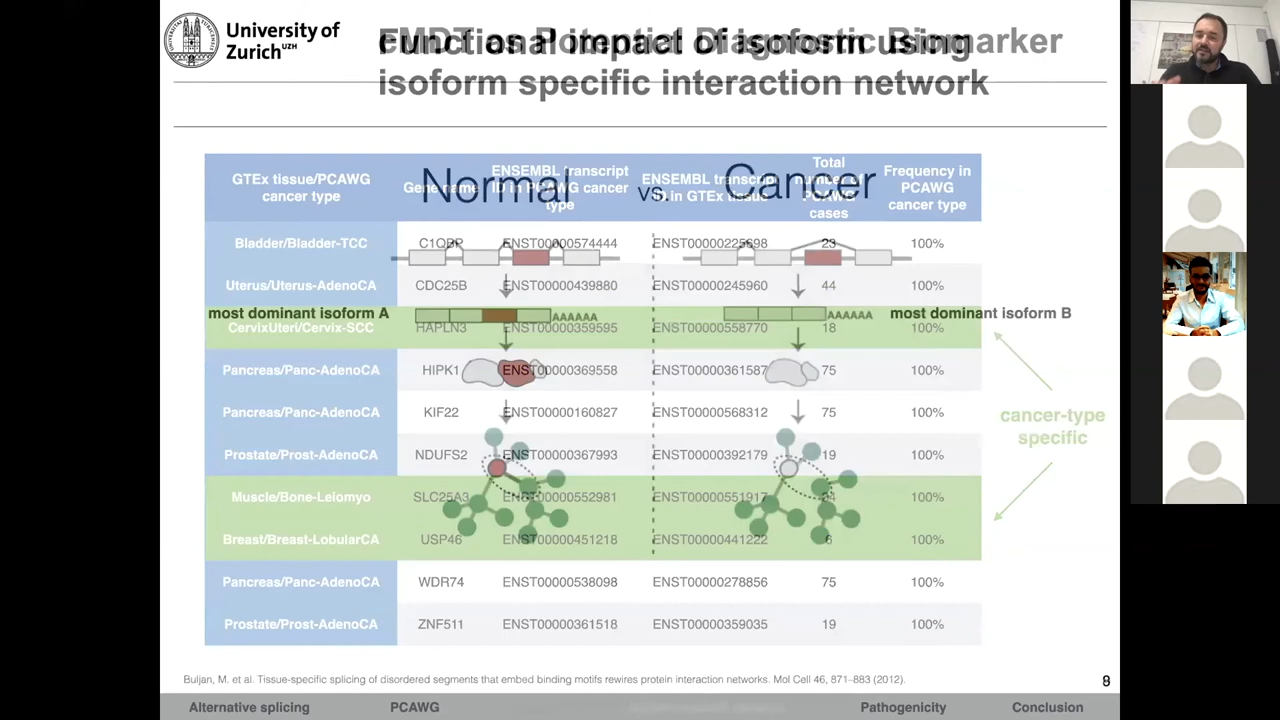 University of
Zurich UZH
Functional impact of isoform using
isoform specific interaction network
EMDT as Potential Diagnostic Biomarker
Normal vs. Cancer
GTEx tissue/PCAWG cancer type Gene name ENSEMBL transcript ID in PCAWG cancer type ENSEMBL transcript ID in GTEx tissue Total number of PCAWG cases Frequency in PCAWG cancer type
Bladder/Bladder-TCC C1QBP ENST00000574444 ENST00000225698 23 100%
Uterus/Uterus-AdenoCA CDC25B ENST00000439880 ENST00000245960 44 100%
most dominant isoform A AAAAAA AAAAAA most dominant isoform B
CervixUteri/Cervix-SCC HAPLN3 ENST00000359595 ENST00000558770 18 100%
Pancreas/Panc-AdenoCA HIPK1 ENST00000369558 ENST00000361587 75 100%
Pancreas/Panc-AdenoCA KIF22 ENST00000160827 ENST00000568312 75 100%
cancer-type
specific
Prostate/Prost-AdenoCA NDUFS2 ENST00000367993 ENST00000392179 19 100%
Muscle/Bone-Leiomyo SLC25A3 ENST00000552981 ENST00000551917 34 100%
Breast/Breast-LobularCA USP46 ENST00000451218 ENST00000441222 6 100%
Pancreas/Panc-AdenoCA WDR74 ENST00000538098 ENST00000278856 75 100%
Prostate/Prost-AdenoCA ZNF511 ENST00000361518 ENST00000359035 19 100%
Buljan, M. et al. Tissue-specific splicing of disordered segments that embed binding motifs rewires protein interaction networks. Mol Cell 46, 871–883 (2012).
Alternative splicing PCAWG Pathogenicity Conclusion